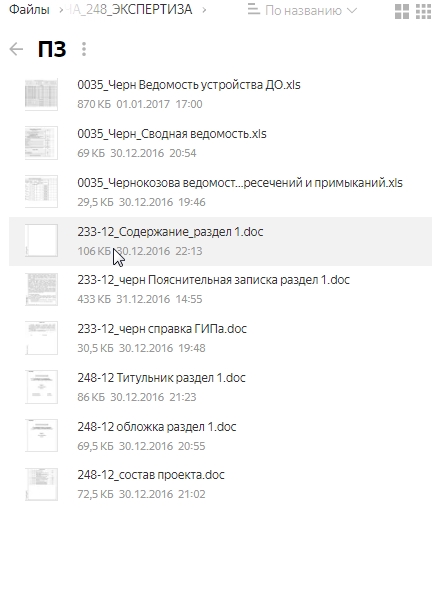 Файлы › А_248_ЭКСПЕРТИЗА ›
По названию
ПЗ
0035_Черн Ведомость устройства ДО.xls
870 КБ 01.01.2017 17:00
0035_Черн_Сводная ведомость.xls
69 КБ 30.12.2016 20:54
0035_Чернокозова ведомост...ресечений и примыканий.xls
29,5 КБ 30.12.2016 19:46
233-12_Содержание_раздел 1.doc
106 КБ 30.12.2016 22:13
233-12_черн Пояснительная записка раздел 1.doc
433 КБ 31.12.2016 14:55
233-12_черн справка ГИПа.doc
30,5 КБ 30.12.2016 19:48
248-12 Титульник раздел 1.doc
86 КБ 30.12.2016 21:23
248-12 обложка раздел 1.doc
69,5 КБ 30.12.2016 20:55
248-12_состав проекта.doc
72,5 КБ 30.12.2016 21:02